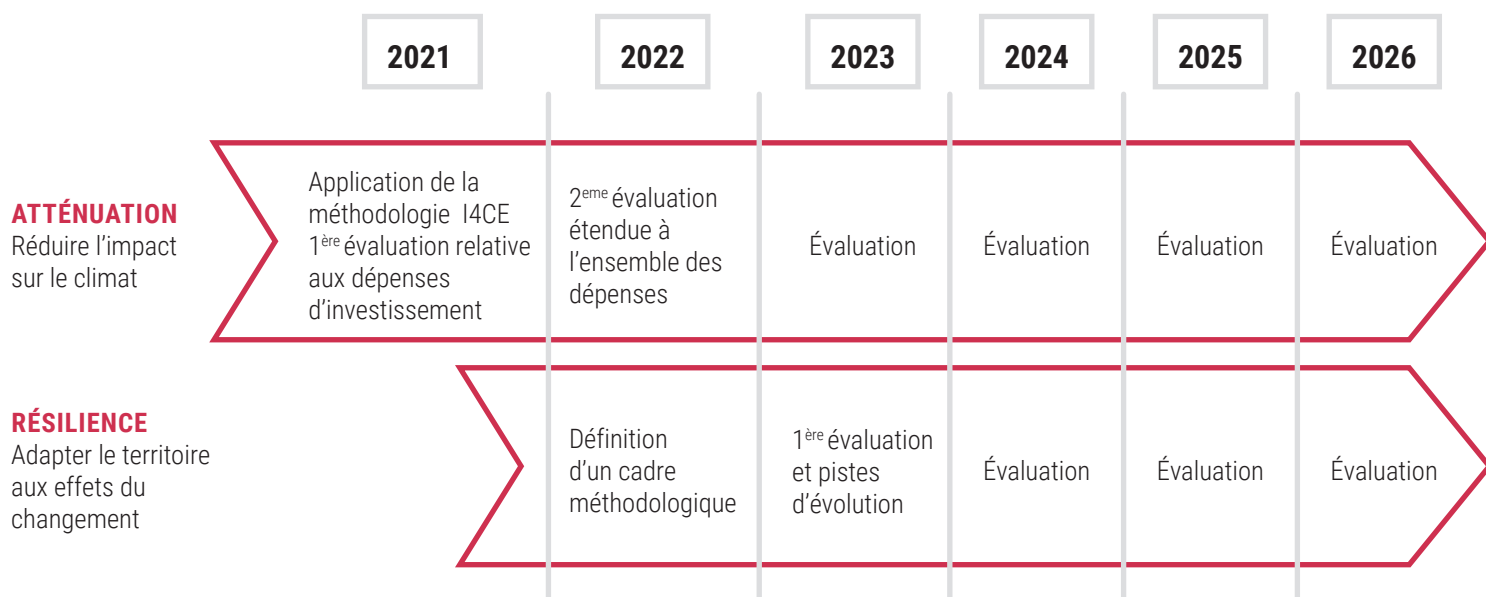 2021
2022
2023
2024
2025
2026
ATTÉNUATION
Réduire l'impact
sur le climat
Application de la
méthodologie I4CE
1ère évaluation relative
aux dépenses
d'investissement
2eme évaluation
étendue à
l'ensemble des
dépenses
Évaluation
Évaluation
Évaluation
Évaluation
RÉSILIENCE
Adapter le territoire
aux effets du
changement
Définition
d'un cadre
méthodologique
1ère évaluation
et pistes
d'évolution
Évaluation
Évaluation
Évaluation